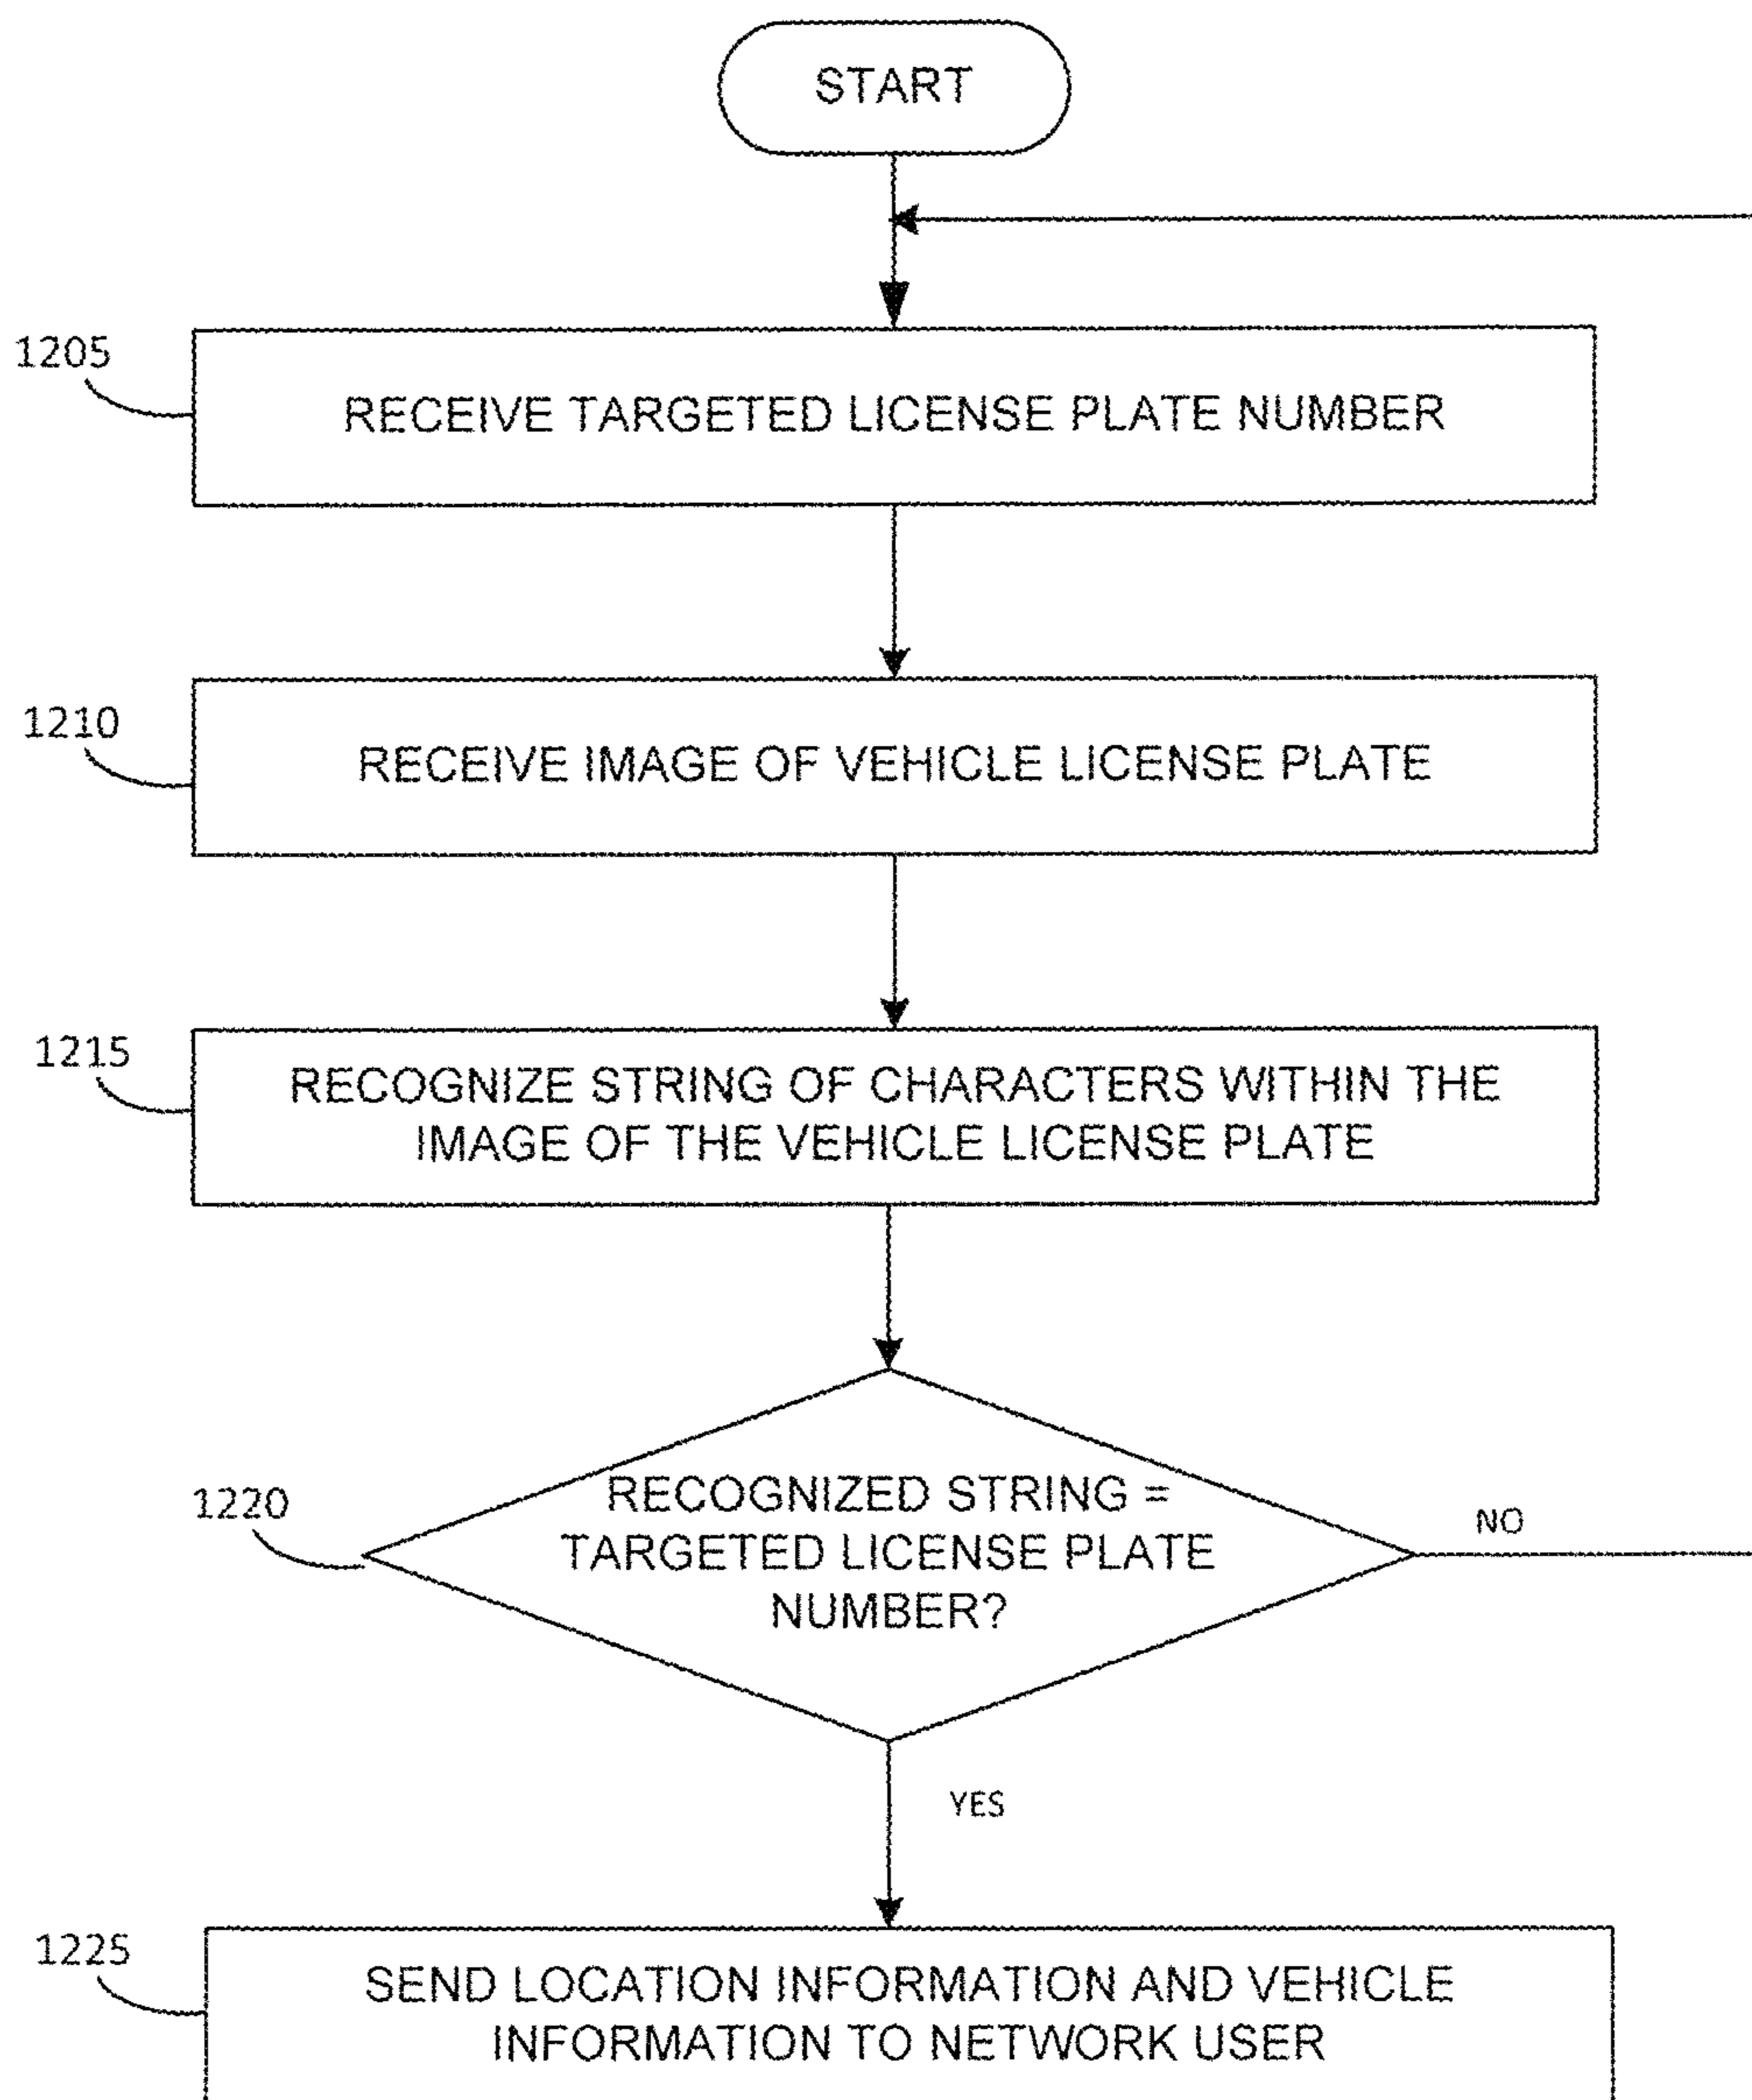 START
1205
RECEIVE TARGETED LICENSE PLATE NUMBER
1210
RECEIVE IMAGE OF VEHICLE LICENSE PLATE
1215
RECOGNIZE STRING OF CHARACTERS WITHIN THE
IMAGE OF THE VEHICLE LICENSE PLATE
1220
RECOGNIZED STRING =
TARGETED LICENSE PLATE
NUMBER?
NO
YES
1225
SEND LOCATION INFORMATION AND VEHICLE
INFORMATION TO NETWORK USER